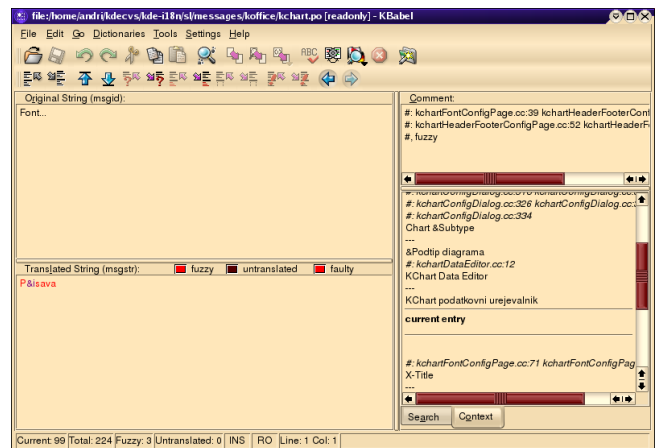 file:/home/andri/kdecvs/kde-i18n/sl/messages/koffice/kchart.po [readonly] - KBabel
File Edit Go Dictionaries Tools Settings Help
ABC
Original String (msgid):
Font...
Translated String (msgstr): fuzzy untranslated faulty
P&isava
Comment:
#: kchartFontConfigPage.cc:39 kchartHeaderFooterConf
#: kchartHeaderFooterConfigPage.cc:52 kchartHeaderF
#, fuzzy
#: kchartConfigDialog.cc:326 kchartConfigDialog.cc:
#: kchartConfigDialog.cc:334
Chart &Subtype
---
&Podtip diagrama
#: kchartDataEditor.cc:12
KChart Data Editor
---
KChart podatkovni urejevalnik
current entry
#: kchartFontConfigPage.cc:71 kchartFontConfigPag
X-Title
---
Search Context
Current: 99 Total: 224 Fuzzy: 3 Untranslated: 0 INS RO Line: 1 Col: 1